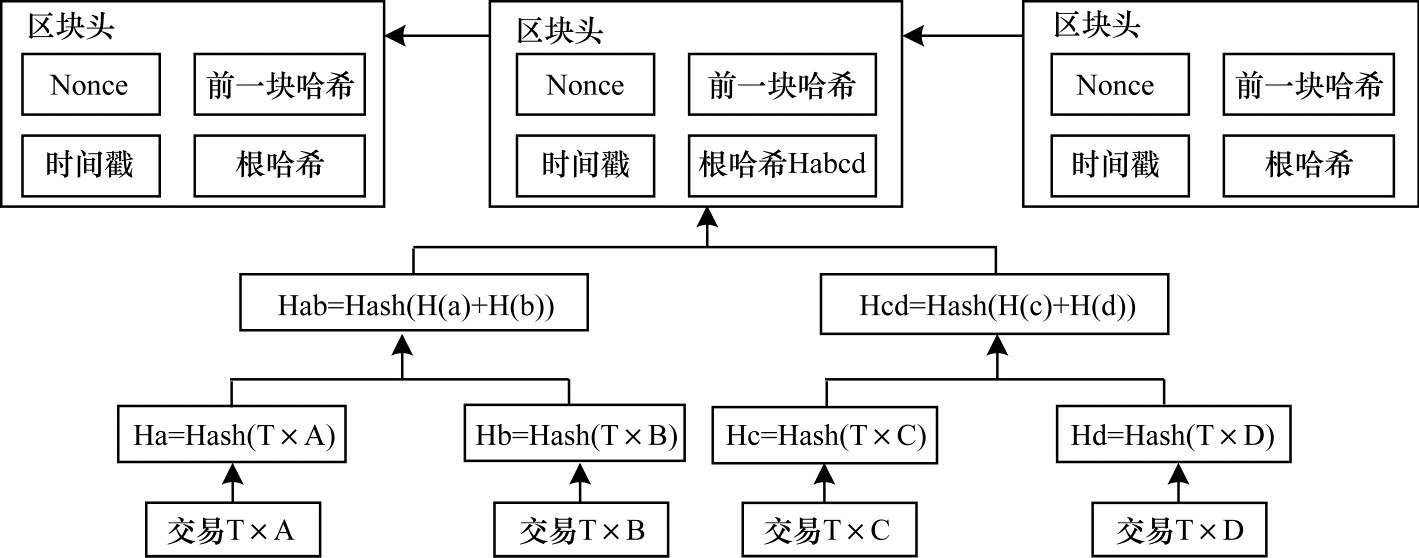 区块头 区块头 区块头
Nonce 前一块哈希 Nonce 前一块哈希 Nonce 前一块哈希
时间戳 根哈希 时间戳 根哈希Habcd 时间戳 根哈希
Hab=Hash(H(a)+H(b)) Hcd=Hash(H(c)+H(d))
Ha=Hash(T×A) Hb=Hash(T×B) Hc=Hash(T×C) Hd=Hash(T×D)
交易T×A 交易T×B 交易T×C 交易T×D